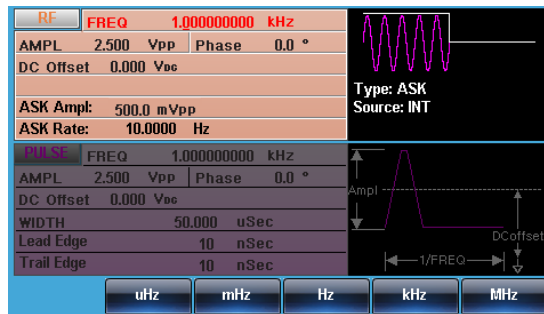 RF FREQ 1.000000000 kHz
AMPL 2.500 Vpp Phase 0.0 °
DC Offset 0.000 VDC
ASK Ampl: 500.0 mVpp
ASK Rate: 10.0000 Hz
Type: ASK
Source: INT
PULSE FREQ 1.000000000 kHz
AMPL 2.500 Vpp Phase 0.0 °
DC Offset 0.000 VDC
WIDTH 50.000 uSec
Lead Edge 10 nSec
Trail Edge 10 nSec
Ampl
DCoffset
1/FREQ
uHz mHz Hz kHz MHz